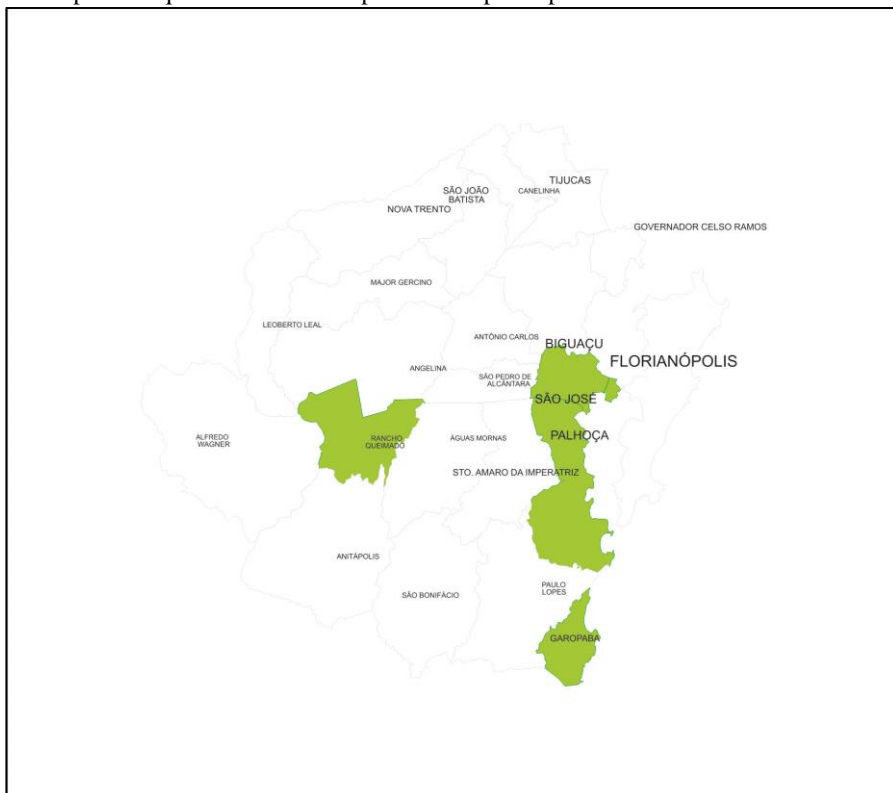 TIJUCAS
SÃO JOÃO
BATISTA
CANELINHA
NOVA TRENTO
GOVERNADOR CELSO RAMOS
MAJOR GERCINO
LEOBERTO LEAL
ANTÔNIO CARLOS
BIGUAÇU
FLORIANÓPOLIS
ANGELINA
SÃO PEDRO DE
ALCÂNTARA
SÃO JOSÉ
ALFREDO
WAGNER
RANCHO
QUEIMADO
ÁGUAS MORNAS
PALHOÇA
STO. AMARO DA IMPERATRIZ
ANITÁPOLIS
SÃO BONIFÁCIO
PAULO
LOPES
GAROPABA